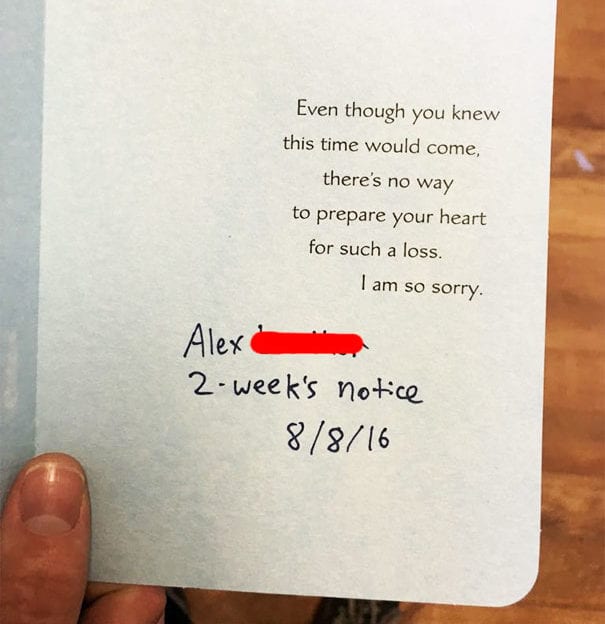 Even though you knew
this time would come,
there's no way
to prepare your heart
for such a loss.
I am so sorry.
Alex
2-week's notice
8/8/16